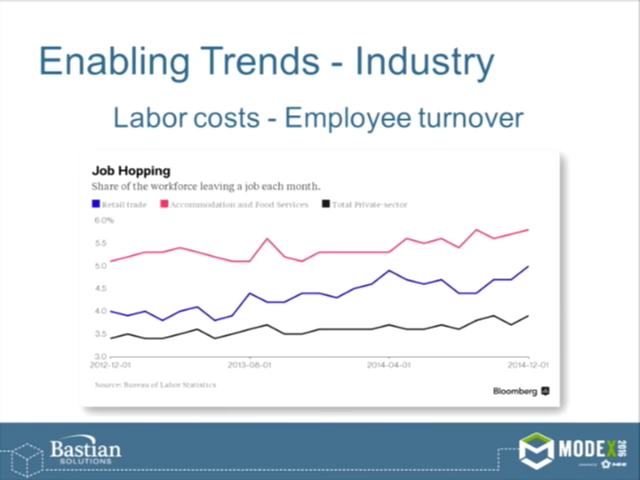 Enabling Trends - Industry
Labor costs - Employee turnover
Job Hopping
Share of the workforce leaving a job each month.
Retail trade Accommodation and Food Services Total Private-sector
6.0%
5.5
5.0
4.5
4.0
3.5
3.0
2012-12-01 2013-08-01 2014-04-01 2014-12-01
Source: Bureau of Labor Statistics
Bloomberg
Bastian
SOLUTIONS
MODEX
2016